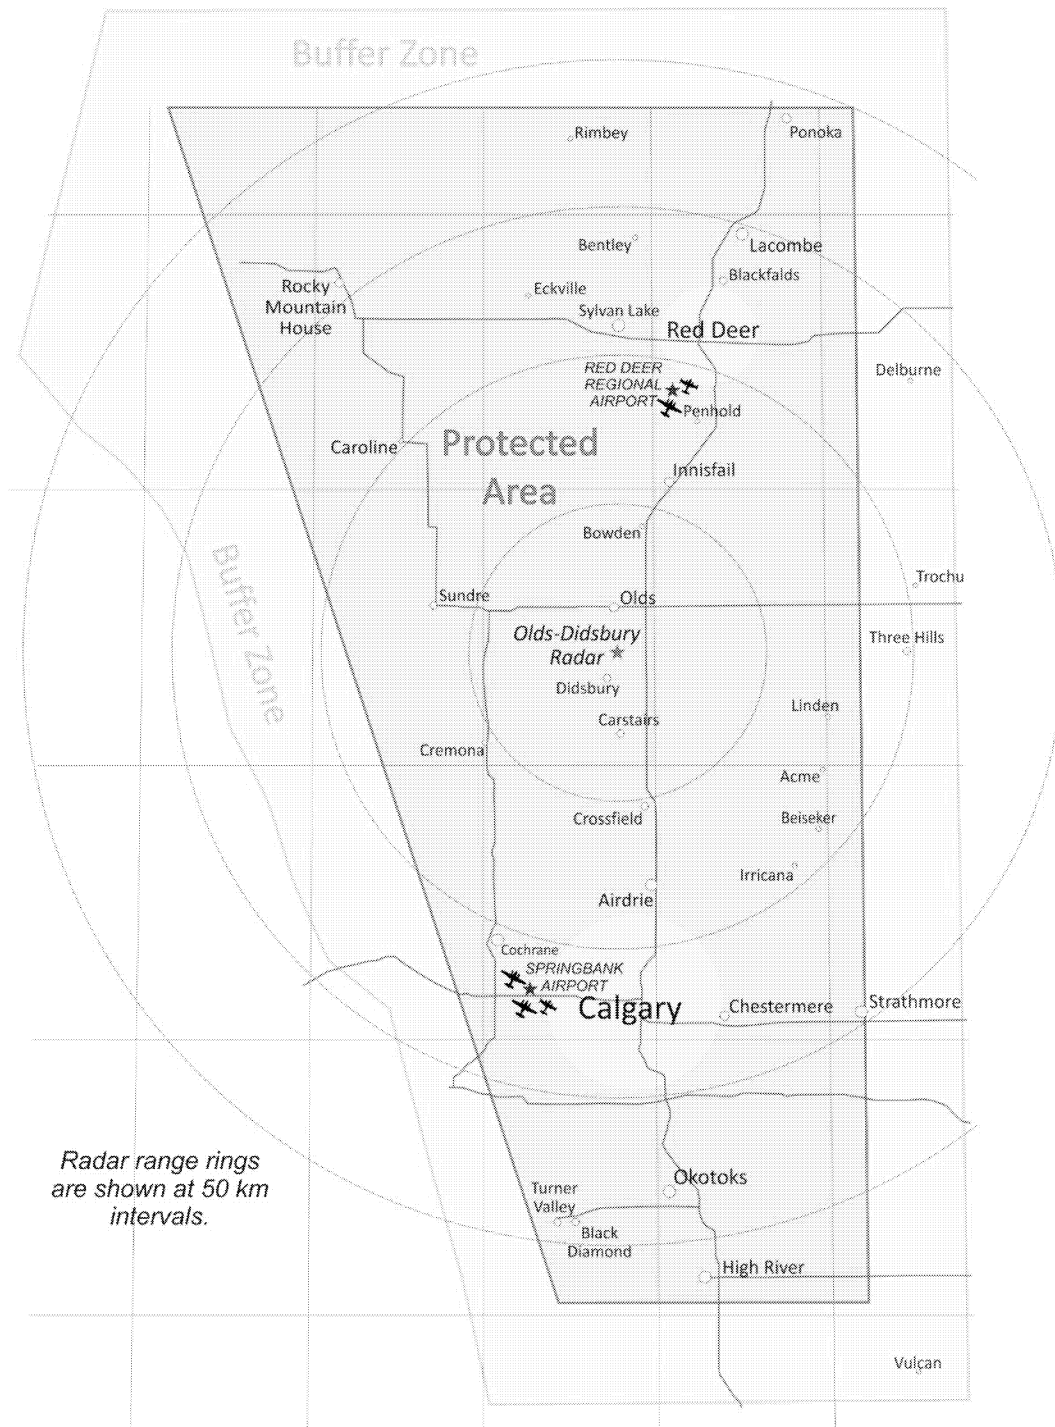 Buffer Zone
Rimbey
Ponoka
Bentley
Lacombe
Blackfalds
Rocky
Mountain
House
Eckville
Sylvan Lake
Red Deer
RED DEER
REGIONAL
AIRPORT
Delburne
Penhold
Caroline
Protected
Area
Innisfail
Bowden
Buffer Zone
Trochu
Sundre
Olds
Olds-Didsbury
Radar
Three Hills
Didsbury
Linden
Carstairs
Cremona
Acme
Crossfield
Beiseker
Irricana
Airdrie
Cochrane
SPRINGBANK
AIRPORT
Calgary
Chestermere
Strathmore
Radar range rings
are shown at 50 km
intervals.
Okotoks
Turner
Valley
Black
Diamond
High River
Vulcan